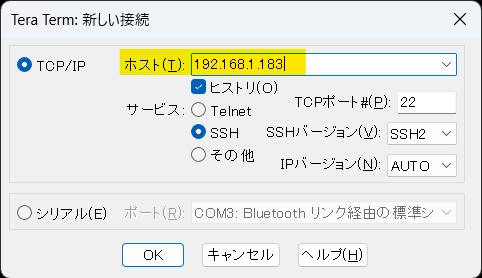 Tera Term: 新しい接続
TCP/IP
ホスト(T): 192.168.1.183
ヒストリ(O)
サービス: Telnet
TCPポート#(P): 22
SSH
SSHバージョン(V): SSH2
その他
IPバージョン(N): AUTO
シリアル(E)
ポート(R): COM3: Bluetooth リンク経由の標準シ
OK
キャンセル
ヘルプ(H)